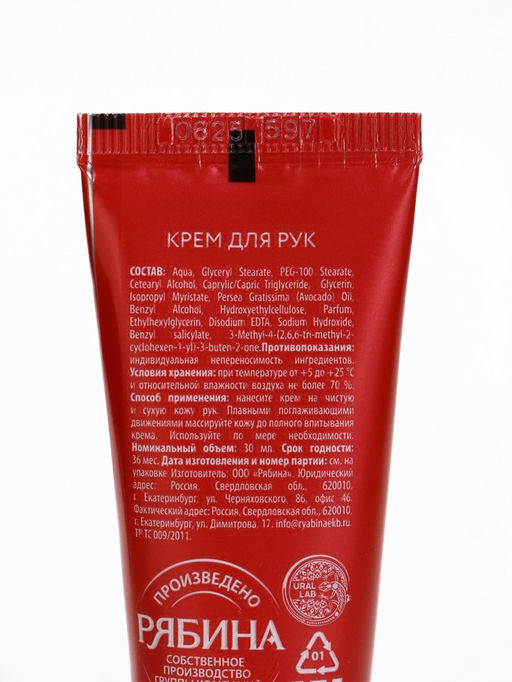 0625 597
КРЕМ ДЛЯ РУК
СОСТАВ: Aqua, Glyceryl Stearate, PEG-100 Stearate,
Cetearyl Alcohol, Caprylic/Capric Triglyceride, Glycerin,
Isopropyl Myristate, Persea Gratissima (Avocado) Oil,
Benzyl Alcohol, Hydroxyethylcellulose, Parfum,
Ethylhexylglycerin, Disodium EDTA, Sodium Hydroxide,
Benzyl salicylate, 3-Methyl-4-(2,6,6-tri-methyl-2-
cyclohexen-1-yl)-3-buten-2-one.Противопоказания:
индивидуальная непереносимость ингредиентов.
Условия хранения: при температуре от +5 до +25 °С
и относительной влажности воздуха не более 70 %.
Способ применения: нанесите крем на чистую
и сухую кожу рук. Плавными поглаживающими
движениями массируйте кожу до полного впитывания
крема. Используйте по мере необходимости.
Номинальный объем: 30 мл. Срок годности:
36 мес. Дата изготовления и номер партии: см. на
упаковке Изготовитель: ООО «Рябина». Юридический
адрес: Россия, Свердловская обл., 620010,
г. Екатеринбург, ул. Черняховского, 86, офис 46.
Фактический адрес: Россия, Свердловская обл., 620010,
г. Екатеринбург, ул. Димитрова, 17. info@ryabinaekb.ru.
ТР ТС 009/2011.
ПРОИЗВЕДЕНО
РЯБИНА
СОБСТВЕННОЕ
ПРОИЗВОДСТВО
URAL
LAB
01